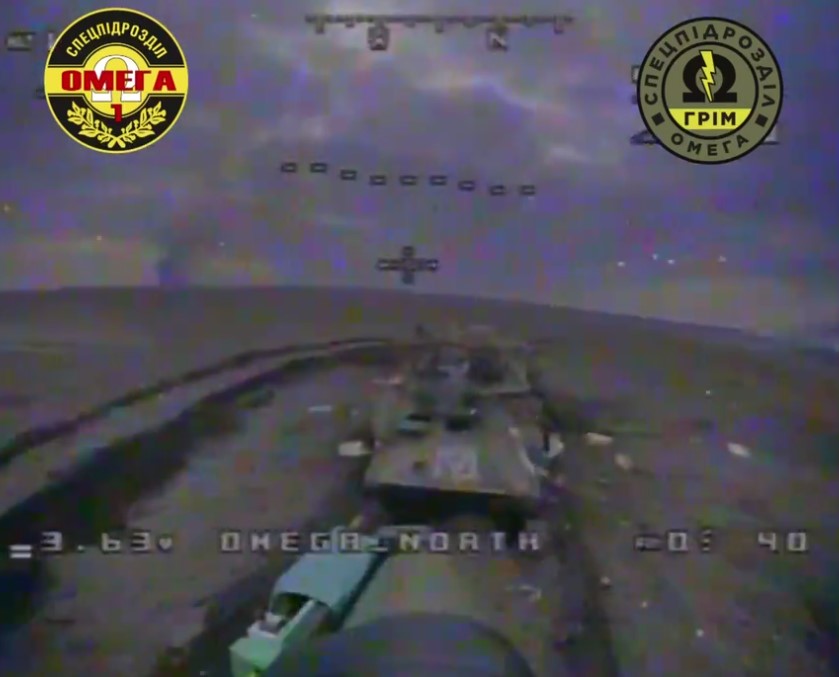 СПЕЦПІДРОЗДІЛ
ОМЕГА
1
СПЕЦПІДРОЗДІЛ
ГРІМ
ОМЕГА
W N
3.63v OMEGA_NORTH 0: 40